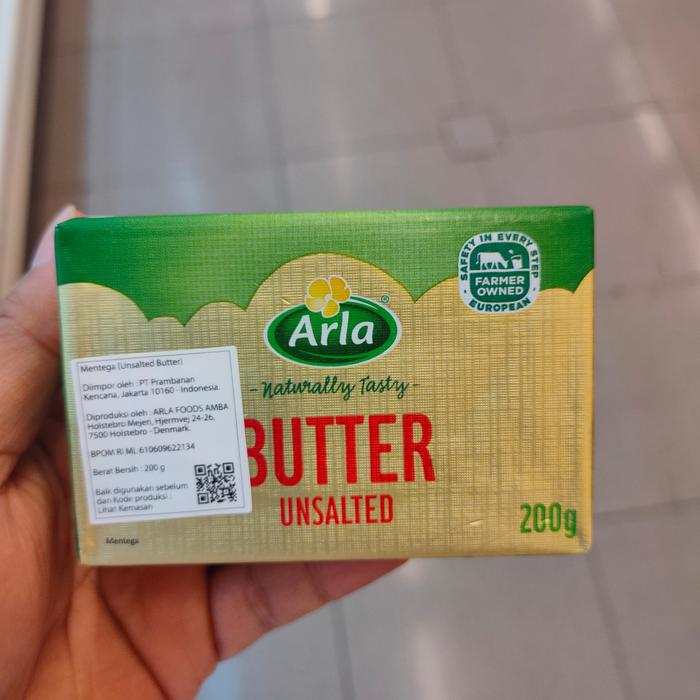 SAFETY IN EVERY STEP
FARMER
OWNED
EUROPEAN
Arla®
Naturally Tasty
BUTTER
UNSALTED
200g
Mentega (Unsalted Butter)
Diimpor oleh : PT Prambanan
Kencana, Jakarta 10160 - Indonesia.
Diproduksi oleh : ARLA FOODS AMBA
Holstebro Mejeri, Hjermvej 24-26,
7500 Holstebro - Denmark.
BPOM RI ML 610609622134
Berat Bersih : 200 g
Baik digunakan sebelum
dan Kode produksi :
Lihat Kemasan
Mentega